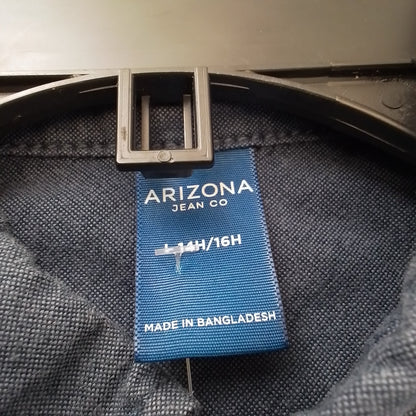 ARIZONA
JEAN CO
L 14H/16H
MADE IN BANGLADESH